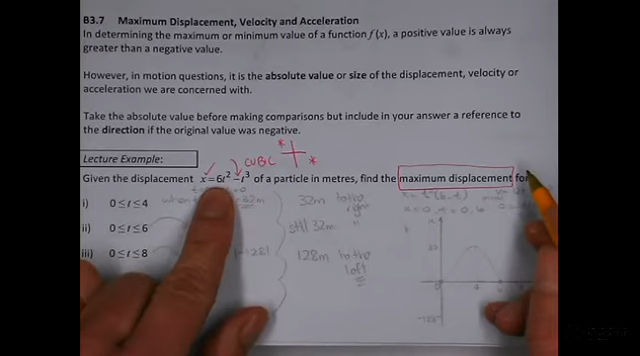 B3.7 Maximum Displacement, Velocity and Acceleration
In determining the maximum or minimum value of a function f(x), a positive value is always
greater than a negative value.
However, in motion questions, it is the absolute value or size of the displacement, velocity or
acceleration we are concerned with.
Take the absolute value before making comparisons but include in your answer a reference to
the direction if the original value was negative.
Lecture Example:
CUBIC
Given the displacement x = 6t² − t³ of a particle in metres, find the maximum displacement for
i) 0 ≤ t ≤ 4
32m to the
right
ii) 0 ≤ t ≤ 6
still 32m "
iii) 0 ≤ t ≤ 8
|-128|
128m to the
left